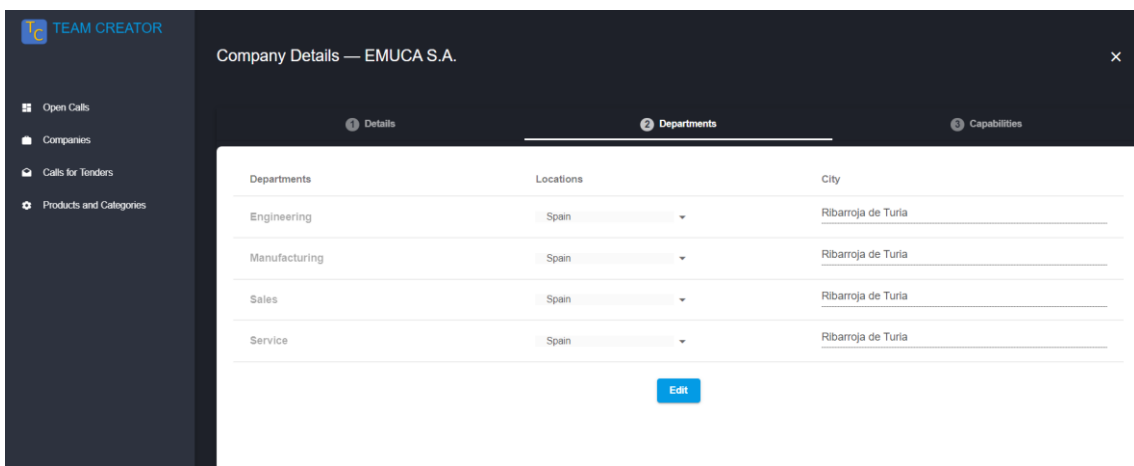 TC TEAM CREATOR
Company Details — EMUCA S.A.
×
Open Calls
Companies
Calls for Tenders
Products and Categories
1 Details 2 Departments 3 Capabilities
Departments Locations City
Engineering Spain Ribarroja de Turia
Manufacturing Spain Ribarroja de Turia
Sales Spain Ribarroja de Turia
Service Spain Ribarroja de Turia
Edit